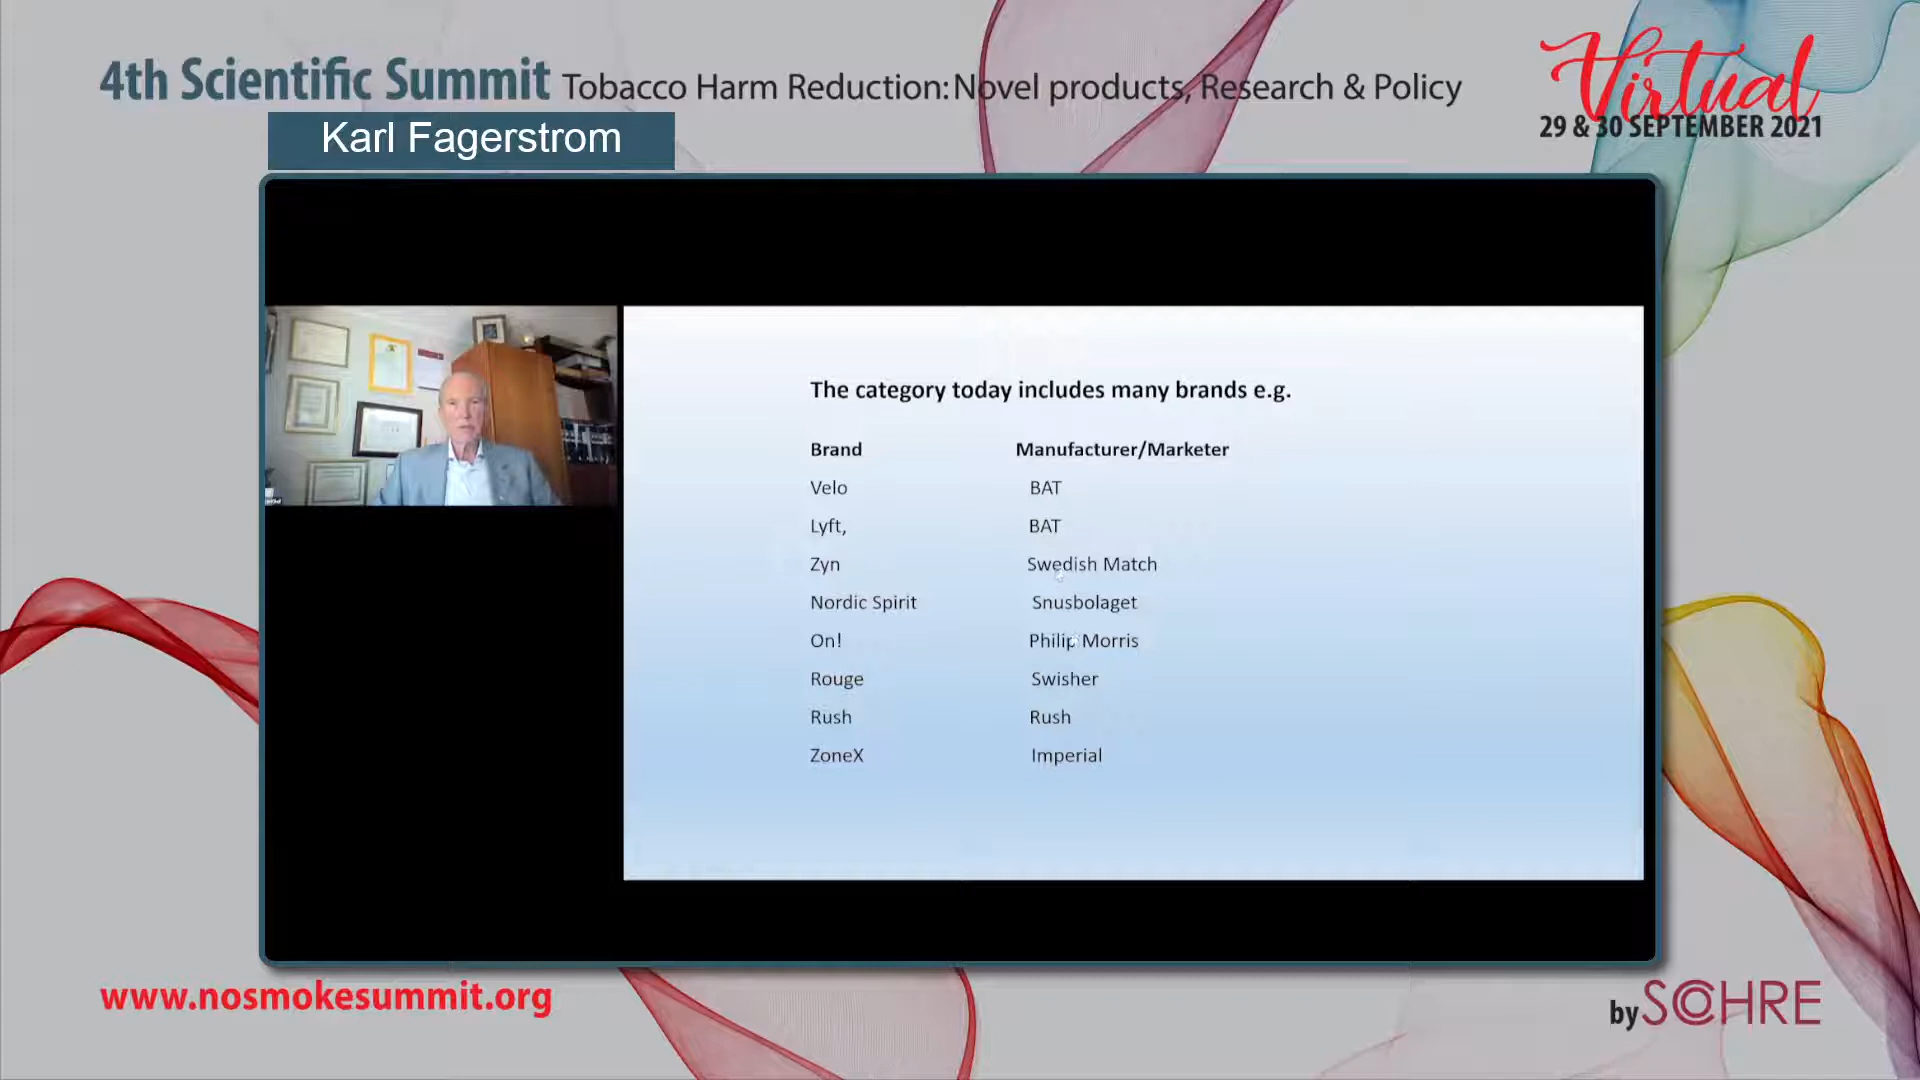 4th Scientific Summit Tobacco Harm Reduction: Novel products, Research & Policy
Virtual
29 & 30 SEPTEMBER 2021
Karl Fagerstrom
The category today includes many brands e.g.
Brand Manufacturer/Marketer
Velo BAT
Lyft, BAT
Zyn Swedish Match
Nordic Spirit Snusbolaget
On! Philip Morris
Rouge Swisher
Rush Rush
ZoneX Imperial
www.nosmokesummit.org
by SCOHRE